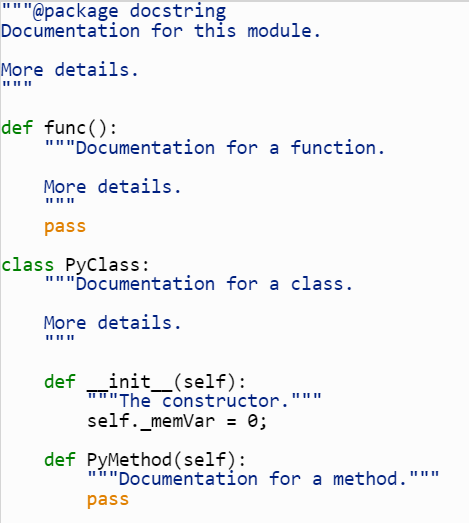 """@package docstring
Documentation for this module.

More details.
"""

def func():
    """Documentation for a function.

    More details.
    """
    pass

class PyClass:
    """Documentation for a class.

    More details.
    """

    def __init__(self):
        """The constructor."""
        self._memVar = 0;

    def PyMethod(self):
        """Documentation for a method."""
        pass